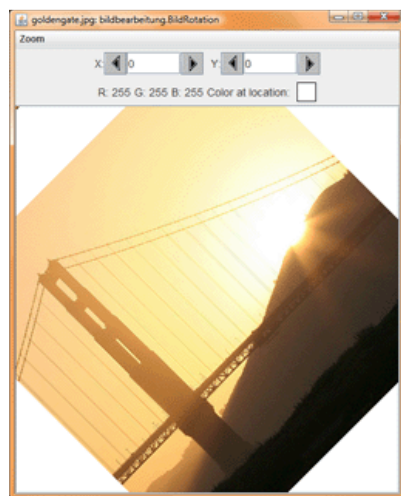 goldengate.jpg: bildbearbeitung.BildRotation
Zoom
X: 0 Y: 0
R: 255 G: 255 B: 255 Color at location: